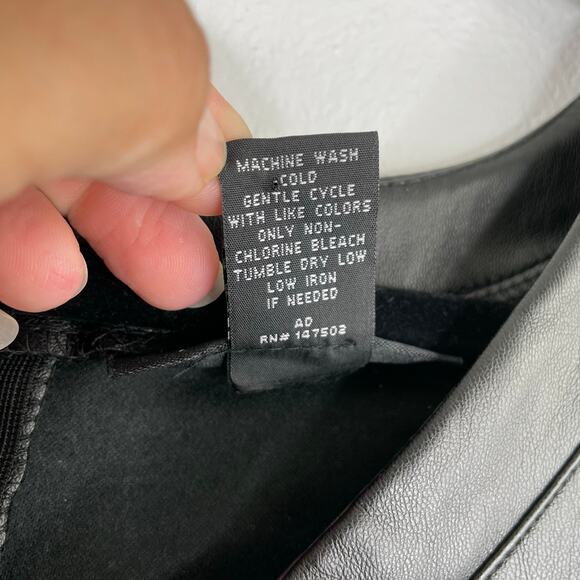 MACHINE WASH
COLD
GENTLE CYCLE
WITH LIKE COLORS
ONLY NON-
CHLORINE BLEACH
TUMBLE DRY LOW
LOW IRON
IF NEEDED
AD
RN# 147502